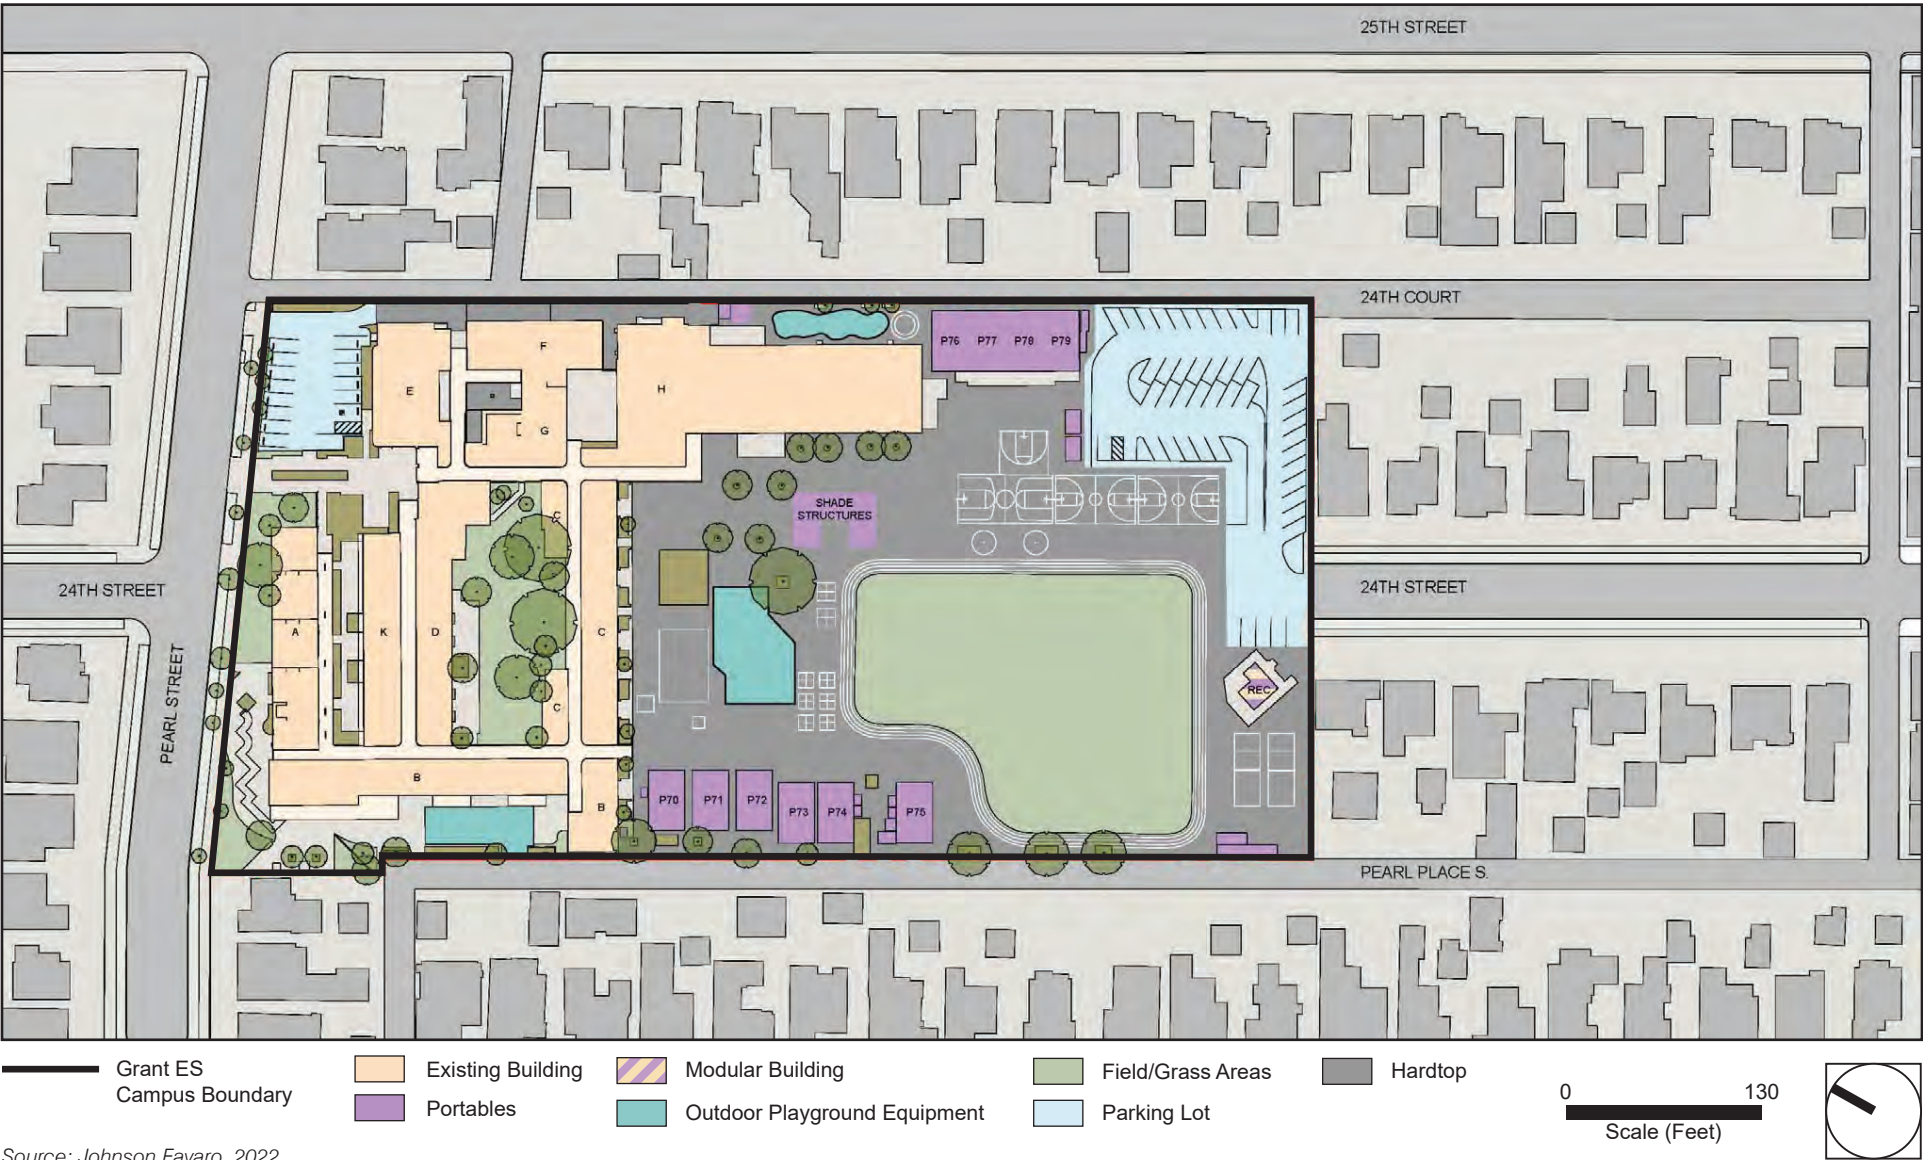 25TH STREET
24TH COURT
F
E
H
G
P76 P77 P78 P79
SHADE
STRUCTURES
C
24TH STREET
24TH STREET
A
K
D
C
PEARL STREET
REC
C
B
B
P70
P71
P72
P73
P74
P75
PEARL PLACE S.
Grant ES
Campus Boundary
Existing Building
Portables
Modular Building
Outdoor Playground Equipment
Field/Grass Areas
Parking Lot
Hardtop
0 130
Scale (Feet)
Source: Johnson Favaro, 2022